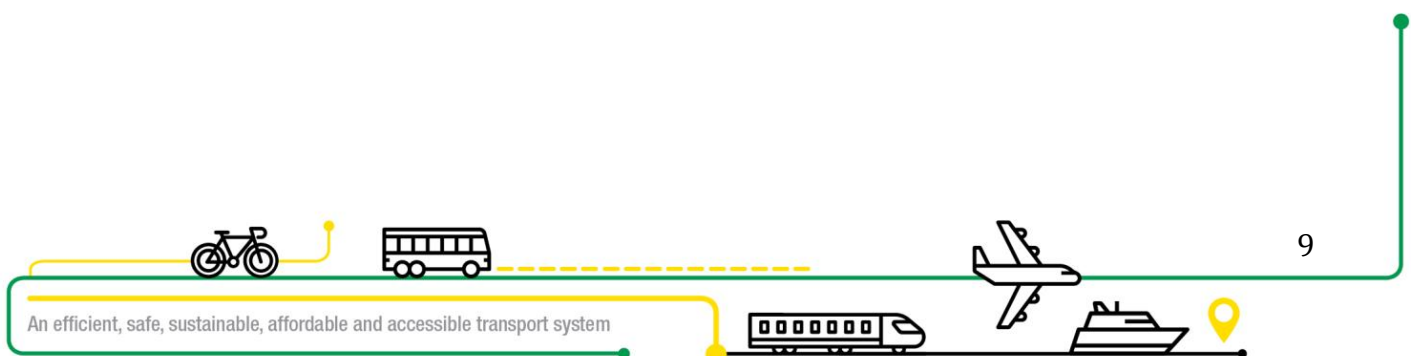 9
An efficient, safe, sustainable, affordable and accessible transport system